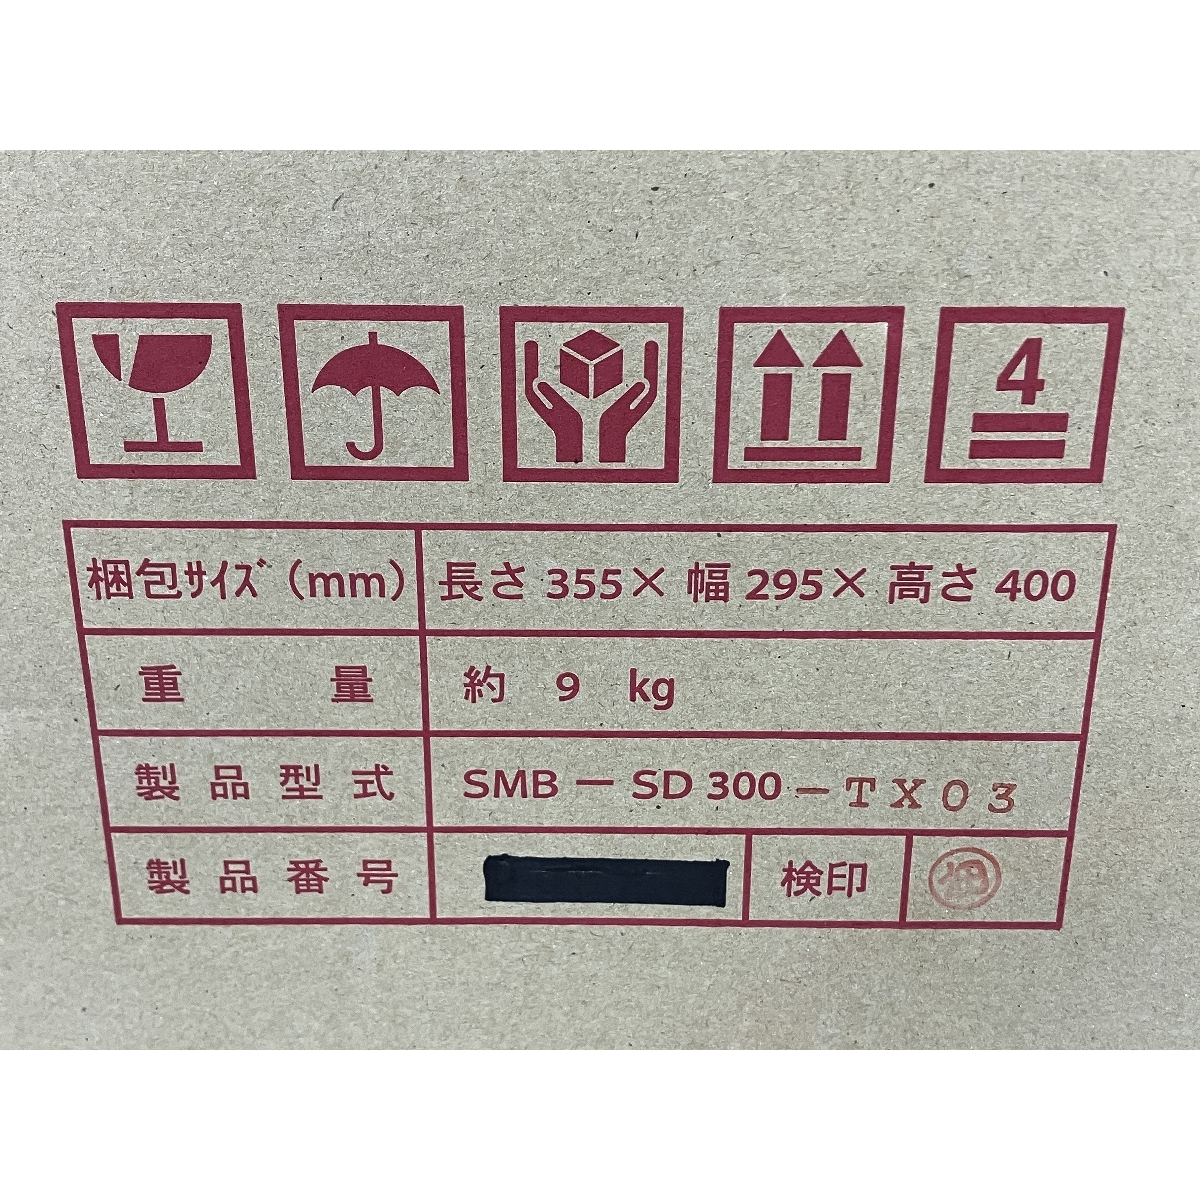 4
梱包ｻｲｽﾞ(mm) 長さ 355× 幅 295× 高さ 400
重量 約 9 kg
製品型式 SMB － SD 300 － TX03
製品番号 検印